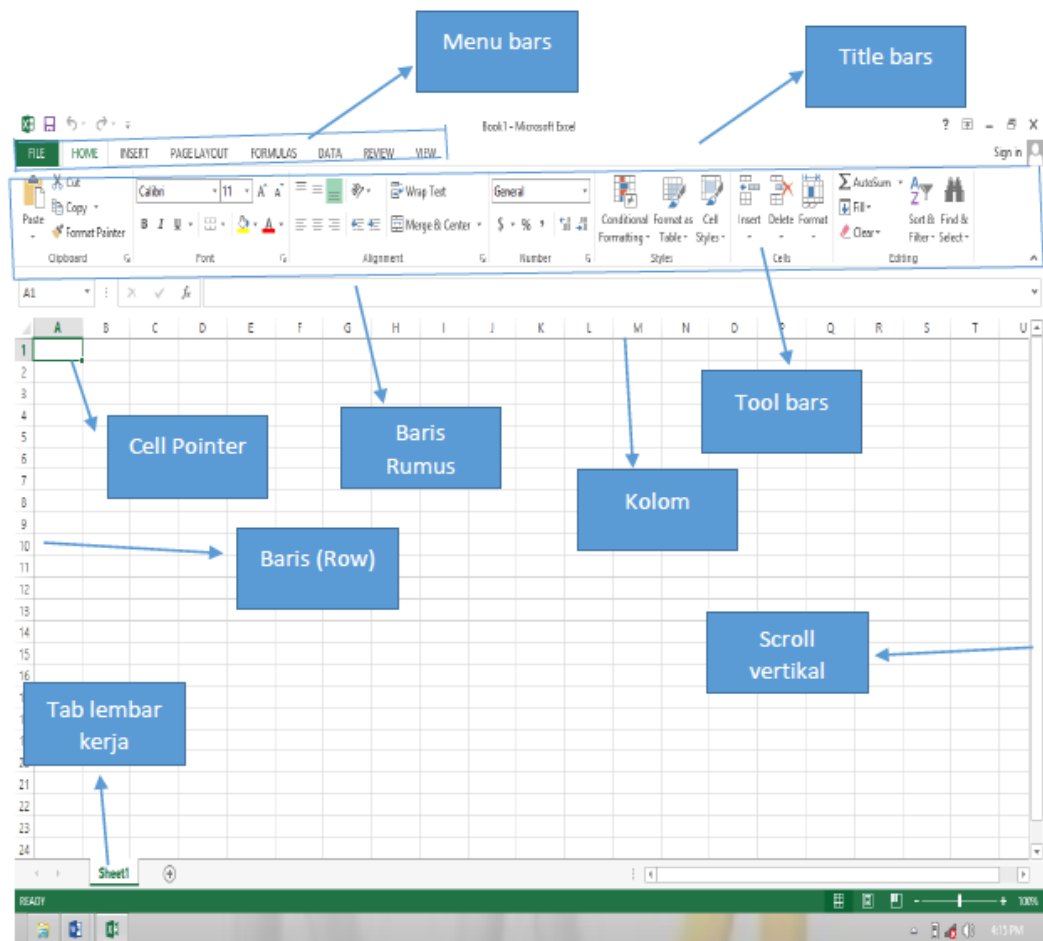 Menu bars
Title bars
Book1 - Microsoft Excel
?
FILE HOME INSERT PAGE LAYOUT FORMULAS DATA REVIEW VIEW
Sign in
Cut
Calibri 11 A A
Wrap Text
General
AutoSum
Paste
Copy
Fill
Format Painter
B I U
A
Merge & Center
$ % ,
Conditional Format as Cell
Insert Delete Format
Clear
Sort & Find &
Formatting Table Styles
Filter Select
Clipboard Font Alignment Number Styles Cells Editing
A1 fx
A B C D E F G H I J K L M N O P Q R S T U
1
2
3
4
5
6
7
8
9
10
11
12
13
14
15
16
21
22
23
24
Tool bars
Cell Pointer
Baris
Rumus
Kolom
Baris (Row)
Scroll
vertikal
Tab lembar
kerja
Sheet1
READY
100%
4:15 PM